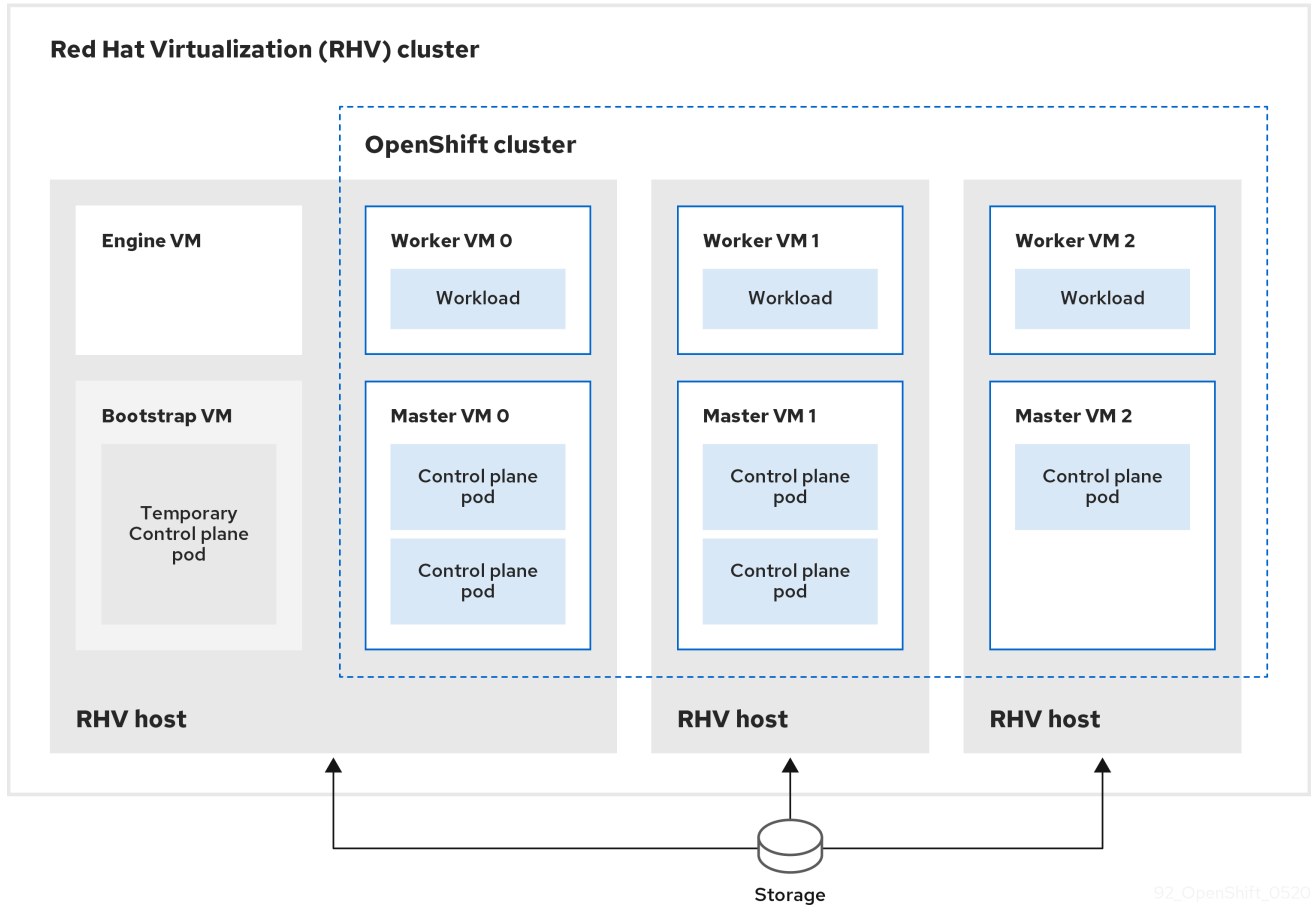 Red Hat Virtualization (RHV) cluster
OpenShift cluster
Engine VM
Bootstrap VM
Temporary
Control plane
pod
Worker VM 0
Workload
Master VM 0
Control plane
pod
Control plane
pod
RHV host
Worker VM 1
Workload
Master VM 1
Control plane
pod
Control plane
pod
RHV host
Worker VM 2
Workload
Master VM 2
Control plane
pod
RHV host
Storage
92_OpenShift_0520